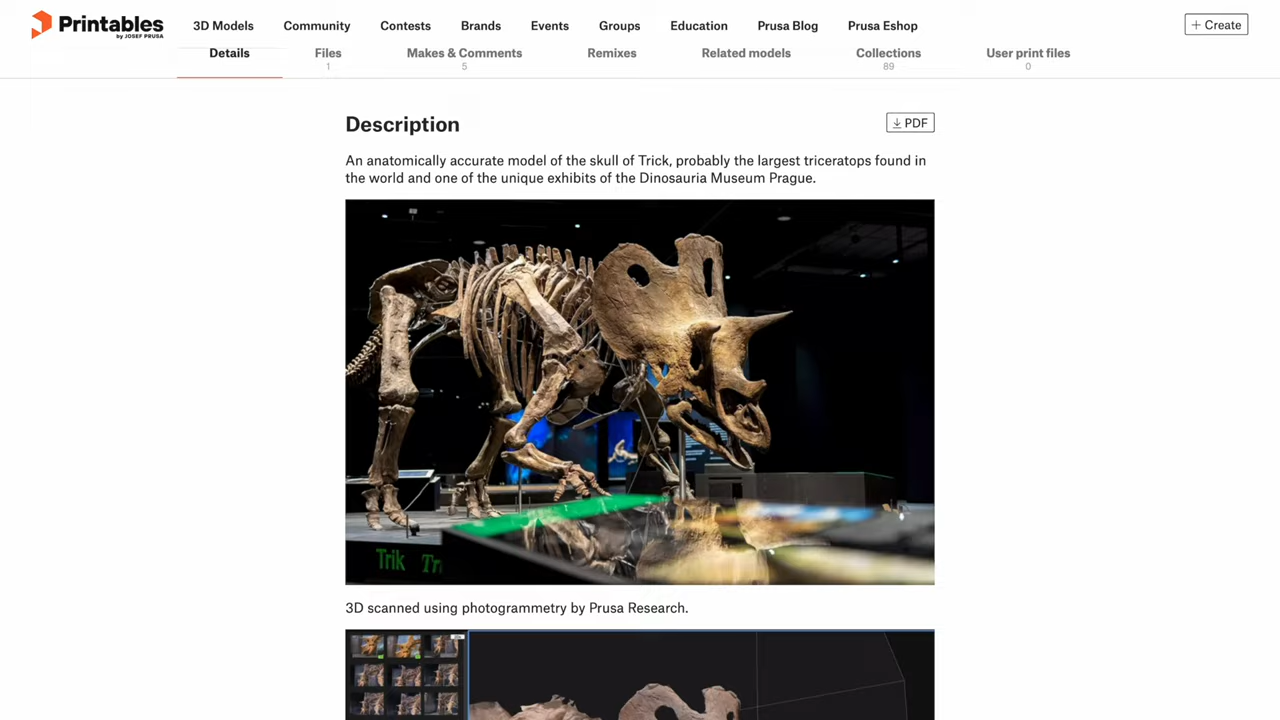 Printables
by JOSEF PRUSA
3D Models Community Contests Brands Events Groups Education Prusa Blog Prusa Eshop
+ Create
Details Files Makes & Comments Remixes Related models Collections User print files
1 5 89 0
Description
PDF
An anatomically accurate model of the skull of Trick, probably the largest triceratops found in
the world and one of the unique exhibits of the Dinosauria Museum Prague.
Trik
3D scanned using photogrammetry by Prusa Research.